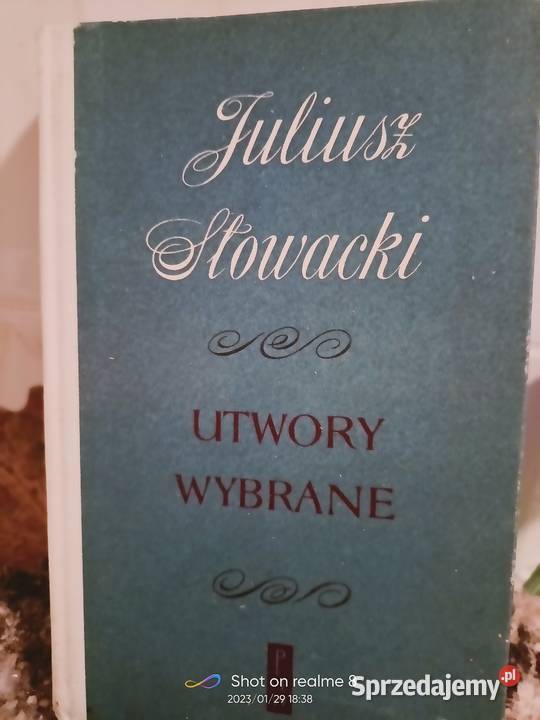 Juliusz
Słowacki
UTWORY
WYBRANE
P
Shot on realme 8
2023/01/29 18:38
Sprzedajemy.pl